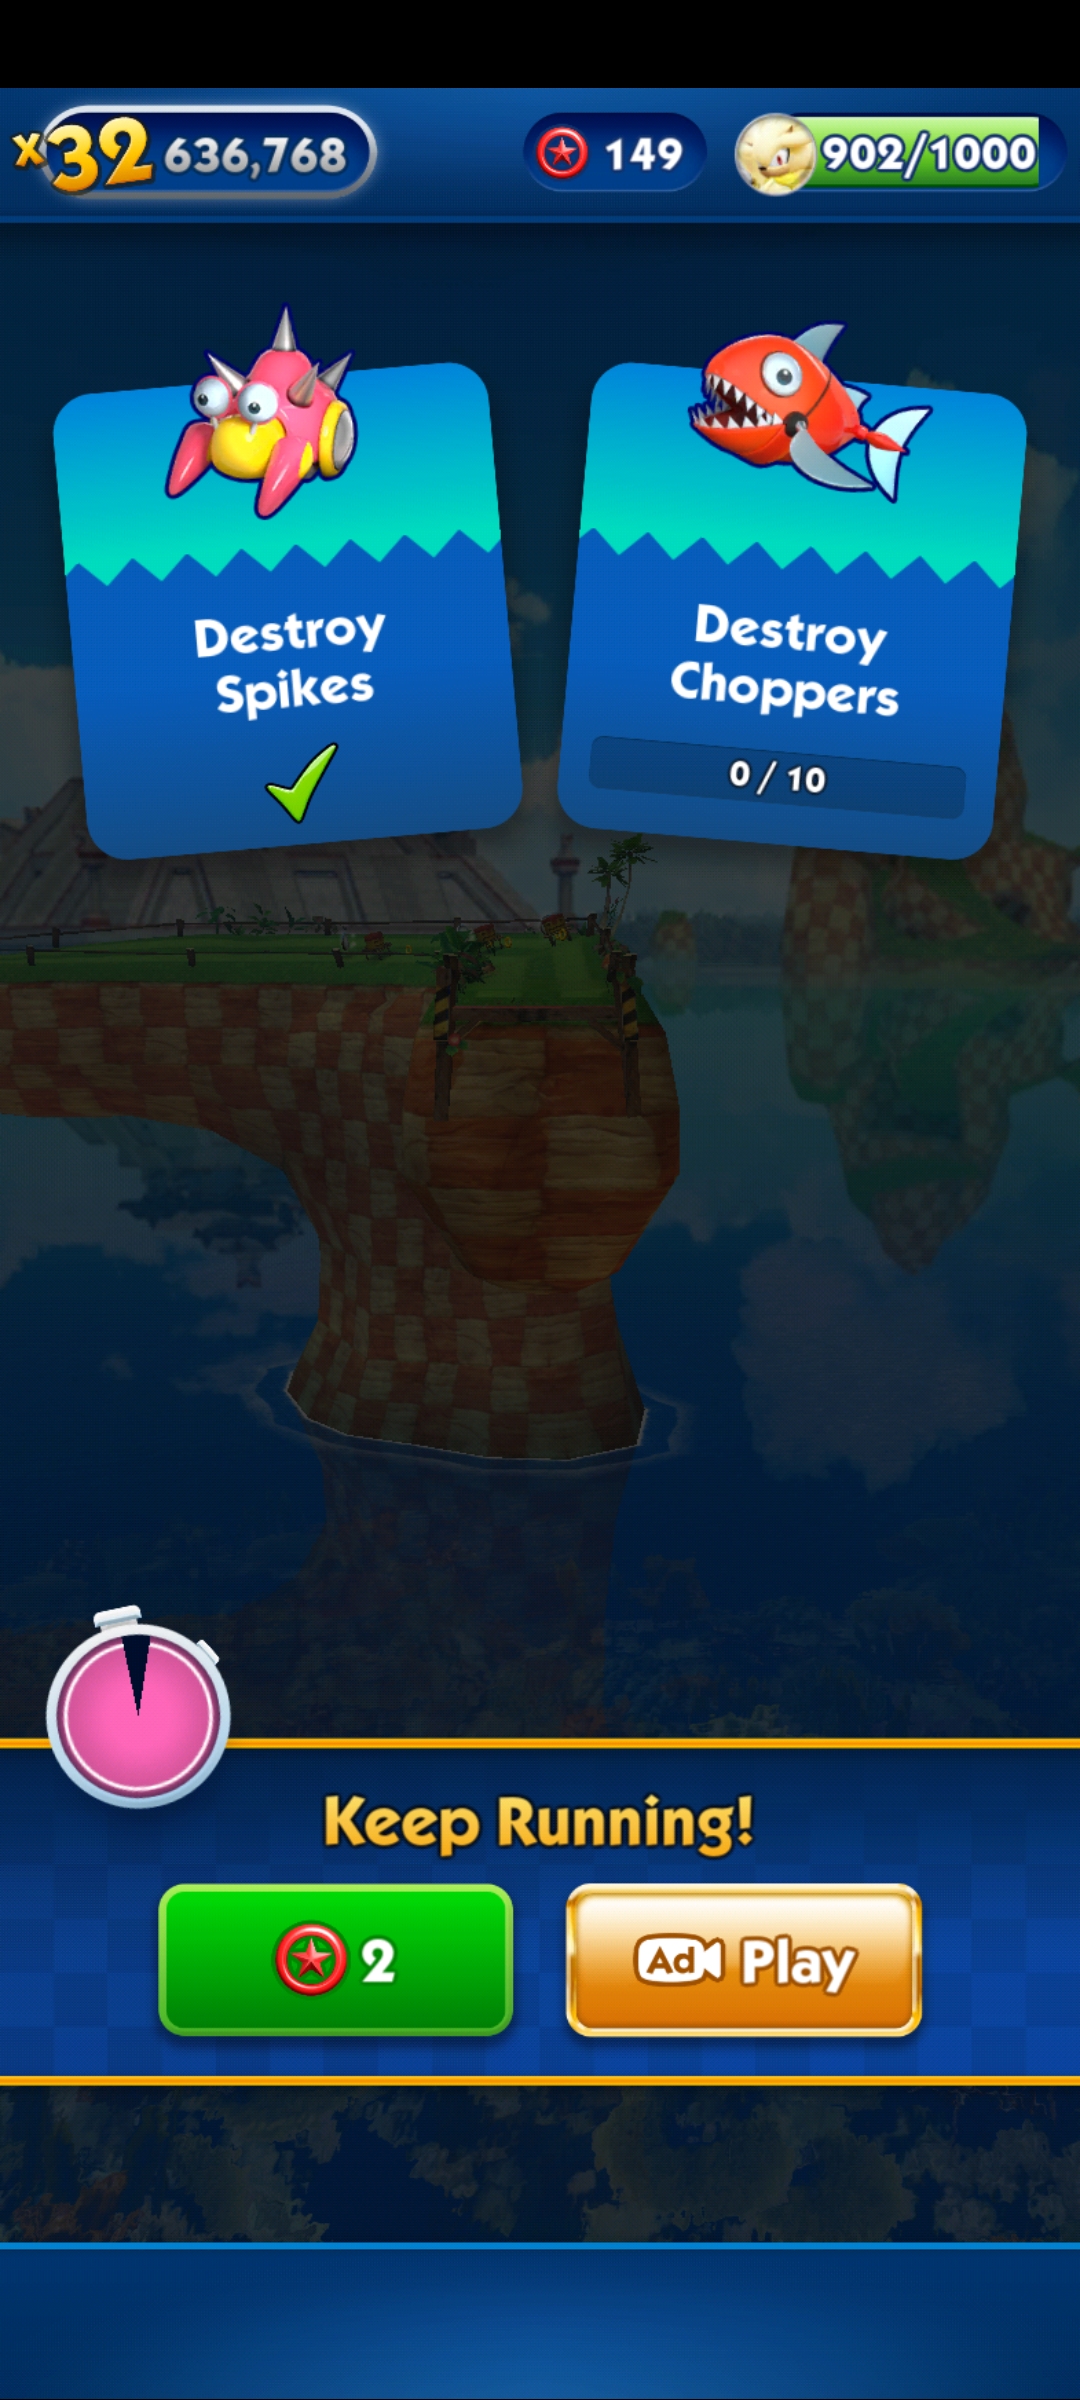 x32 636,768
149
902/1000
Destroy
Spikes
Destroy
Choppers
0 / 10
Keep Running!
2
Ad Play